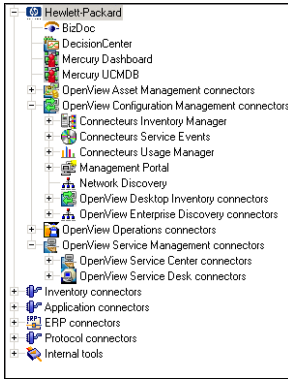 Hewlett-Packard
BizDoc
DecisionCenter
Mercury Dashboard
Mercury UCMDB
OpenView Asset Management connectors
OpenView Configuration Management connectors
Connecteurs Inventory Manager
Connecteurs Service Events
Connecteurs Usage Manager
Management Portal
Network Discovery
OpenView Desktop Inventory connectors
OpenView Enterprise Discovery connectors
OpenView Operations connectors
OpenView Service Management connectors
OpenView Service Center connectors
OpenView Service Desk connectors
Inventory connectors
Application connectors
ERP connectors
Protocol connectors
Internal tools